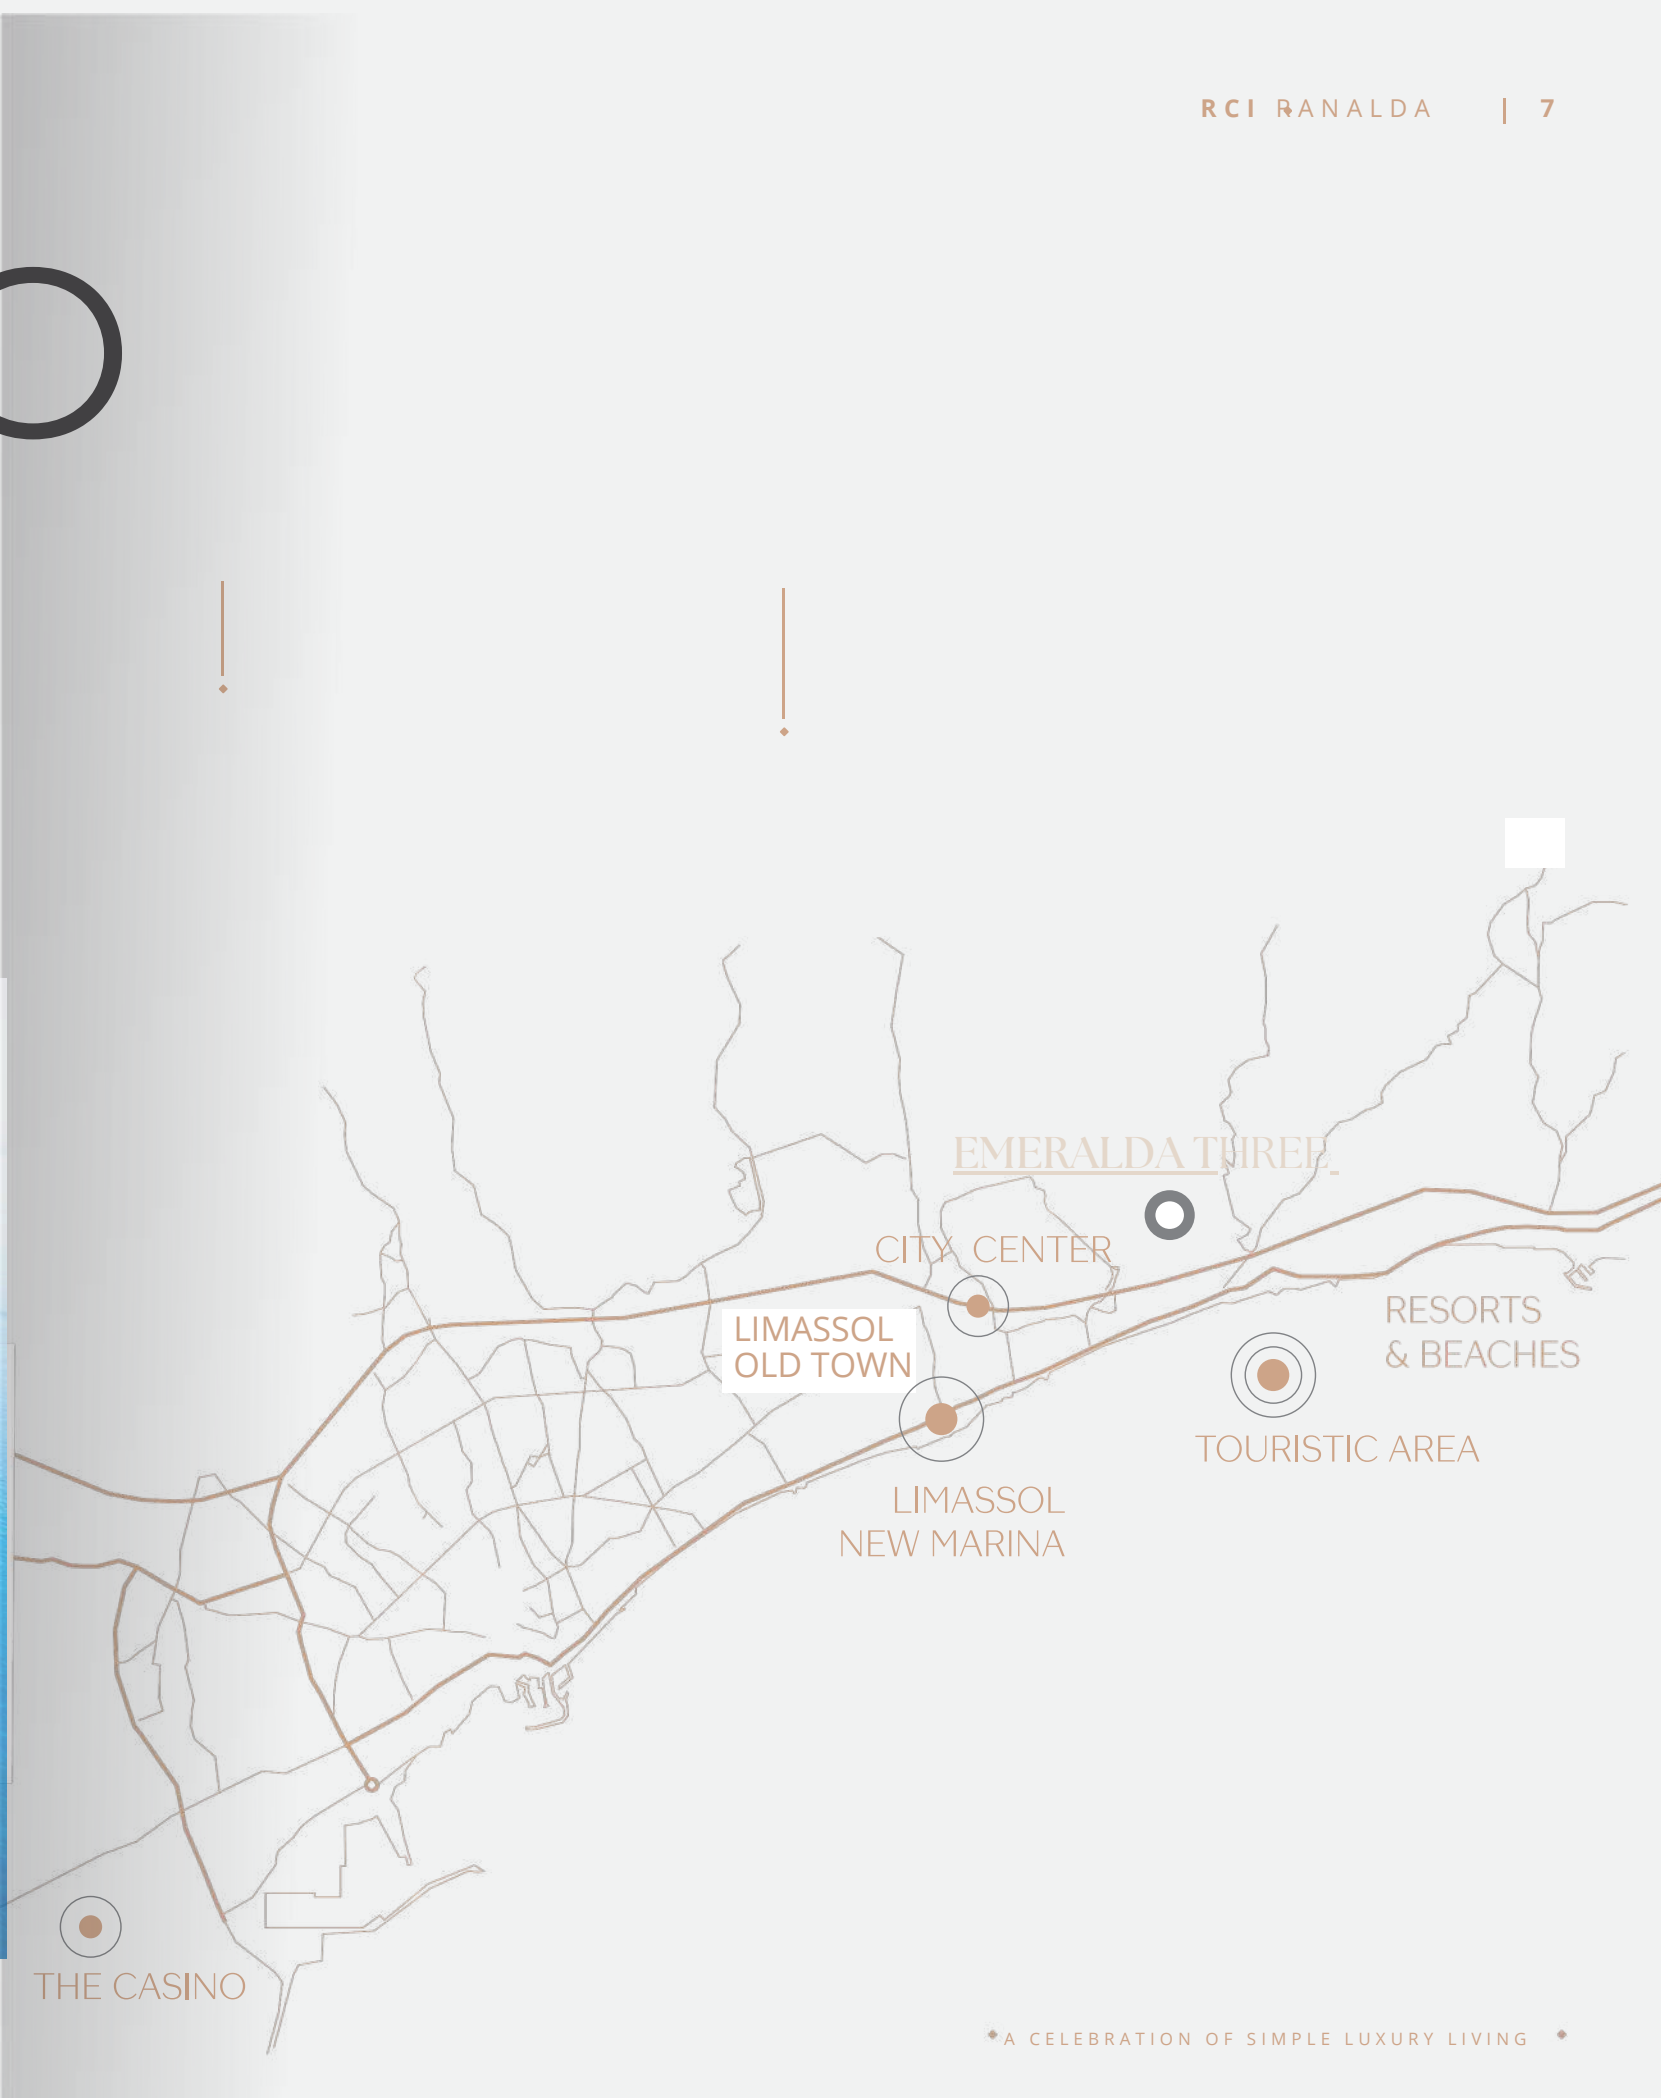 RCI RANALDA | 7
EMERALDA THREE
CITY CENTER
LIMASSOL
OLD TOWN
RESORTS
& BEACHES
TOURISTIC AREA
LIMASSOL
NEW MARINA
THE CASINO
A CELEBRATION OF SIMPLE LUXURY LIVING